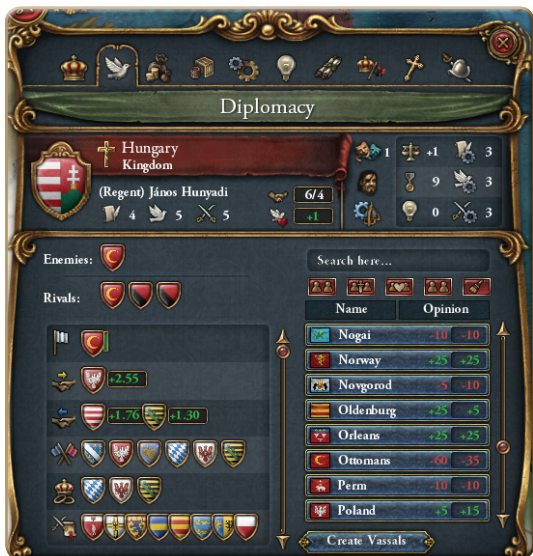 Diplomacy
Hungary
Kingdom
(Regent) János Hunyadi
4 5 5
6/4
+1
1 +1 3
9 3
0 3
Enemies:
Rivals:
+2.55
+1.76 +1.30
Search here...
Name Opinion
Nogai -10 -10
Norway +25 +25
Novgorod -5 -10
Oldenburg +25 +5
Orleans +25 +25
Ottomans -60 -35
Perm -10 -10
Poland +5 +15
Create Vassals